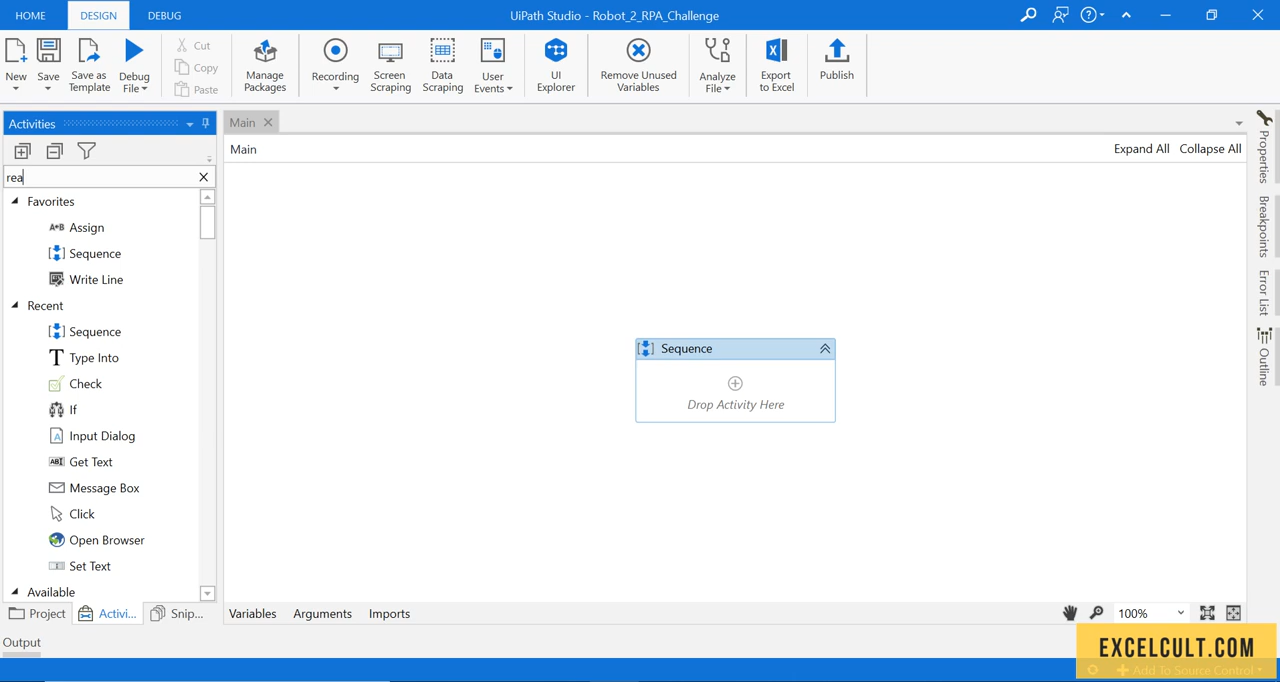 HOME DESIGN DEBUG UiPath Studio - Robot_2_RPA_Challenge
New Save Save as Template Debug File Cut Copy Paste Manage Packages Recording Screen Scraping Data Scraping User Events UI Explorer Remove Unused Variables Analyze File Export to Excel Publish
Activities
Main
rea
Main Expand All Collapse All
Favorites
Assign
Sequence
Write Line
Recent
Sequence
Type Into
Check
If
Input Dialog
Get Text
Message Box
Click
Open Browser
Set Text
Available
Sequence
Drop Activity Here
Properties
Breakpoints
Error List
Outline
Project Activi... Snip...
Variables Arguments Imports 100%
Output
EXCELCULT.COM
Add To Source Control